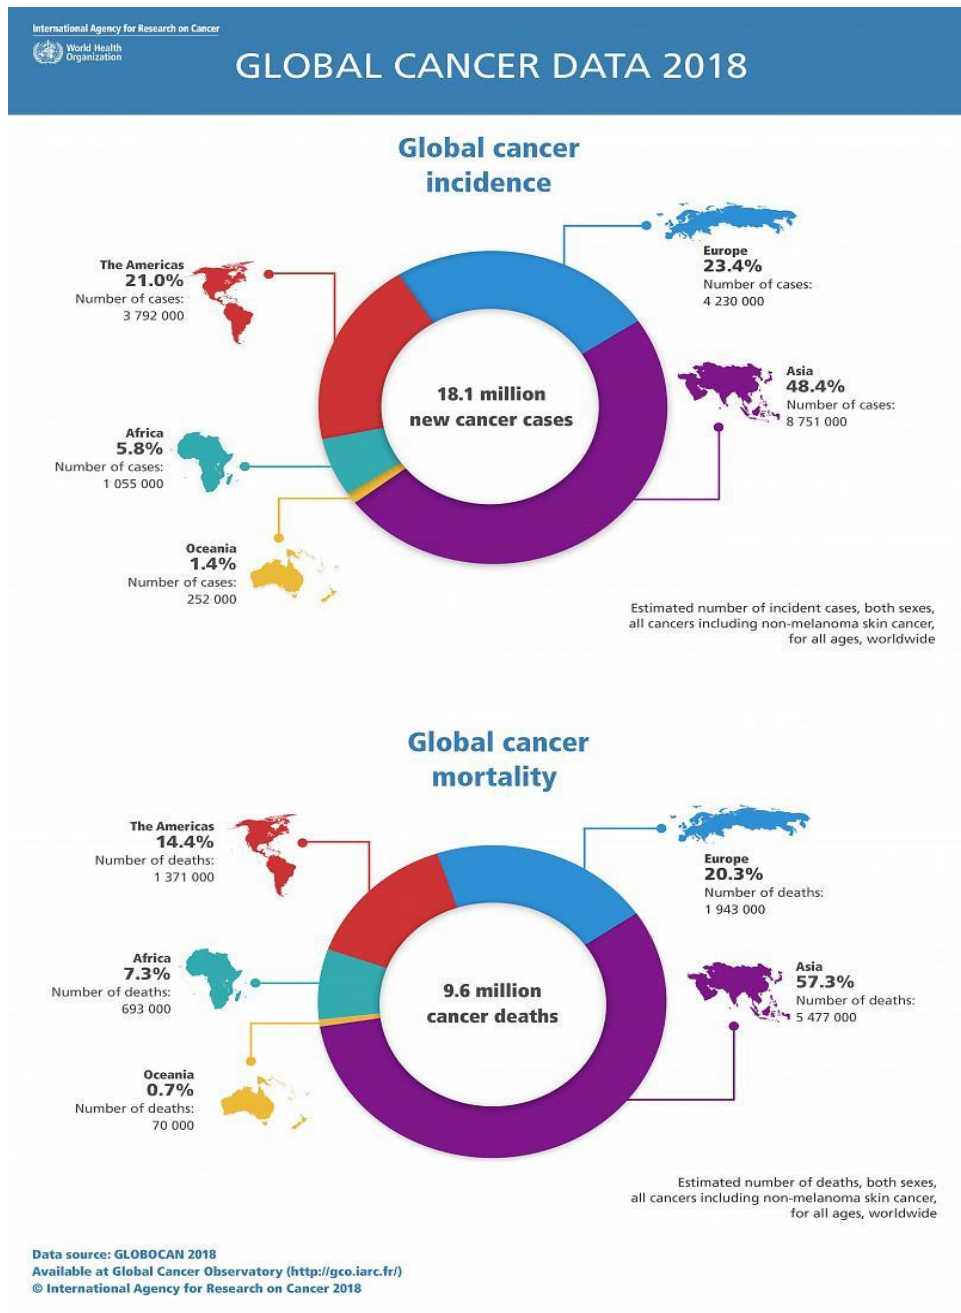 International Agency for Research on Cancer
World Health
Organization
GLOBAL CANCER DATA 2018
Global cancer
incidence
The Americas
21.0%
Number of cases:
3 792 000
Europe
23.4%
Number of cases:
4 230 000
18.1 million
new cancer cases
Asia
48.4%
Number of cases:
8 751 000
Africa
5.8%
Number of cases:
1 055 000
Oceania
1.4%
Number of cases:
252 000
Estimated number of incident cases, both sexes,
all cancers including non-melanoma skin cancer,
for all ages, worldwide
Global cancer
mortality
The Americas
14.4%
Number of deaths:
1 371 000
Europe
20.3%
Number of deaths:
1 943 000
Africa
7.3%
Number of deaths:
693 000
9.6 million
cancer deaths
Asia
57.3%
Number of deaths:
5 477 000
Oceania
0.7%
Number of deaths:
70 000
Estimated number of deaths, both sexes,
all cancers including non-melanoma skin cancer,
for all ages, worldwide
Data source: GLOBOCAN 2018
Available at Global Cancer Observatory (http://gco.iarc.fr/)
© International Agency for Research on Cancer 2018